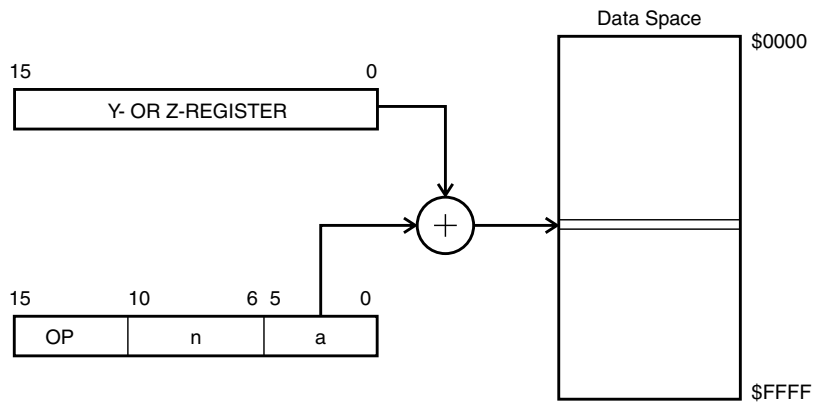 Data Space
$0000
15 0
Y- OR Z-REGISTER
+
15 10 6 5 0
OP n a
$FFFF